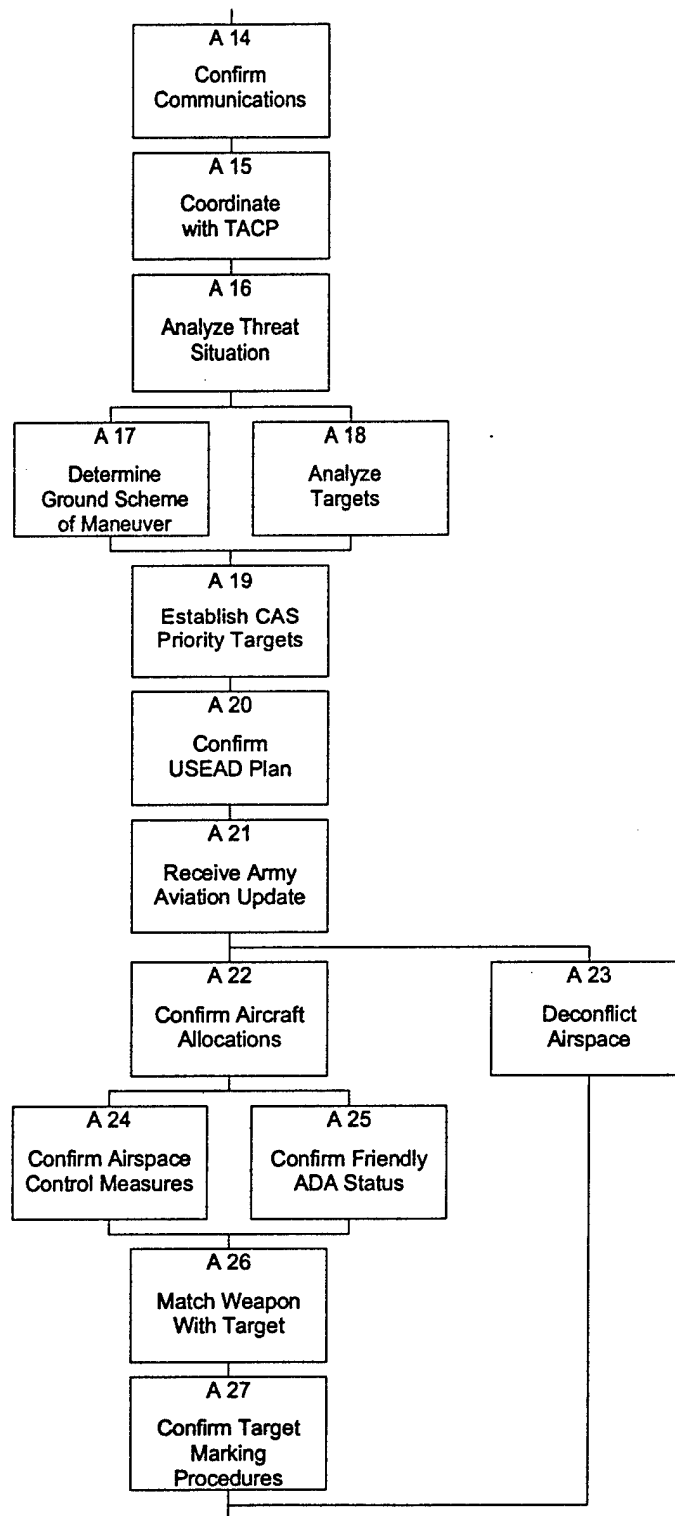 A 14
Confirm
Communications
A 15
Coordinate
with TACP
A 16
Analyze Threat
Situation
A 17
Determine
Ground Scheme
of Maneuver
A 18
Analyze
Targets
A 19
Establish CAS
Priority Targets
A 20
Confirm
USEAD Plan
A 21
Receive Army
Aviation Update
A 22
Confirm Aircraft
Allocations
A 23
Deconflict
Airspace
A 24
Confirm Airspace
Control Measures
A 25
Confirm Friendly
ADA Status
A 26
Match Weapon
With Target
A 27
Confirm Target
Marking
Procedures